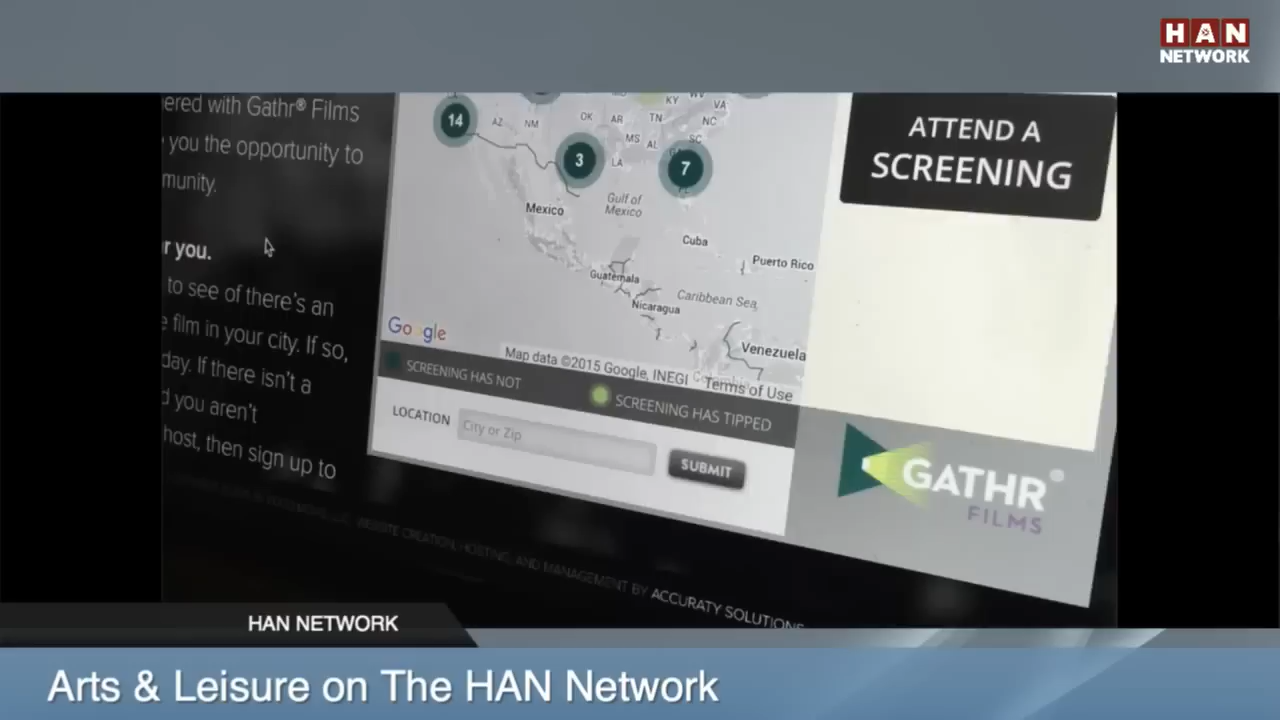 HAN
NETWORK
ered with Gathr® Films
you the opportunity to
munity.
r you.
to see of there's an
film in your city. If so,
day. If there isn't a
d you aren't
host, then sign up to
14
3
7
AZ
NM
OK
AR
TN
KY
VA
NC
MS
AL
SC
LA
Gulf of
Mexico
Mexico
Cuba
Puerto Rico
Guatemala
Caribbean Sea
Nicaragua
Venezuela
Google
Map data ©2015 Google, INEGI
Terms of Use
SCREENING HAS NOT
SCREENING HAS TIPPED
LOCATION
City or Zip
SUBMIT
ATTEND A
SCREENING
GATHR®
FILMS
WEBSITE CREATION, HOSTING, AND MANAGEMENT BY ACCURATY SOLUTIONS
HAN NETWORK
Arts & Leisure on The HAN Network